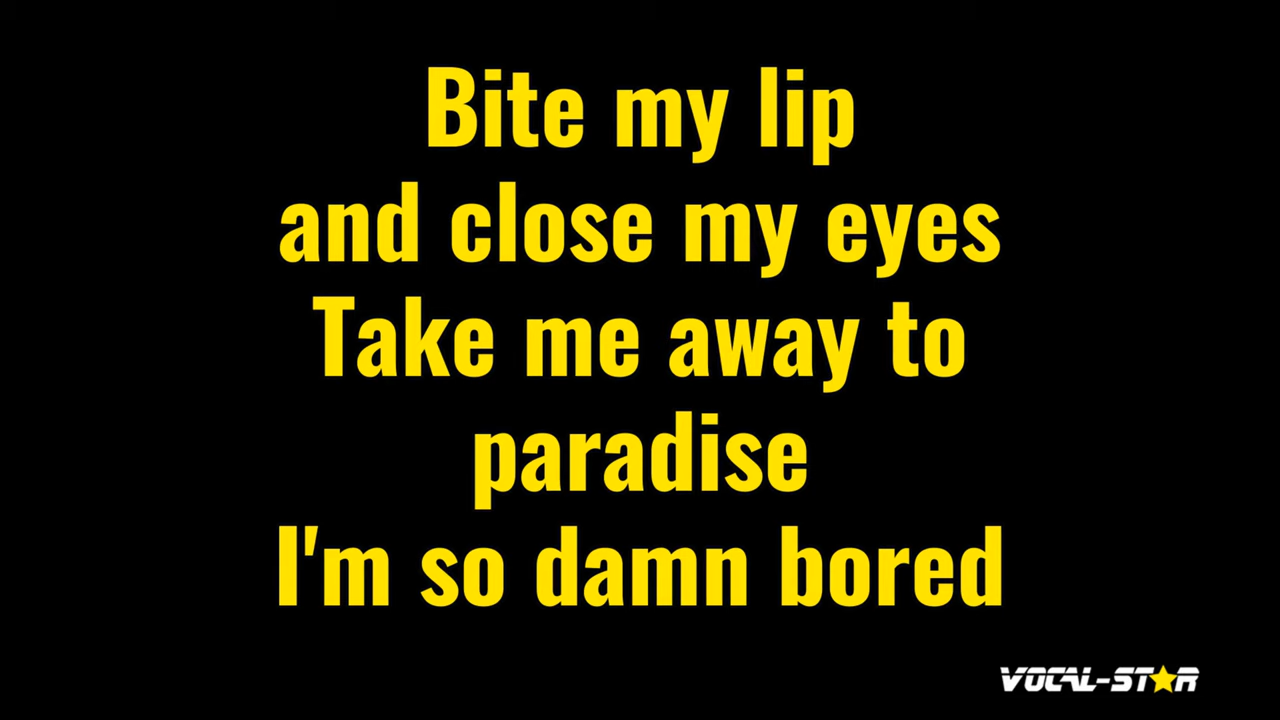 Bite my lip
and close my eyes
Take me away to
paradise
I'm so damn bored
VOCAL-STAR